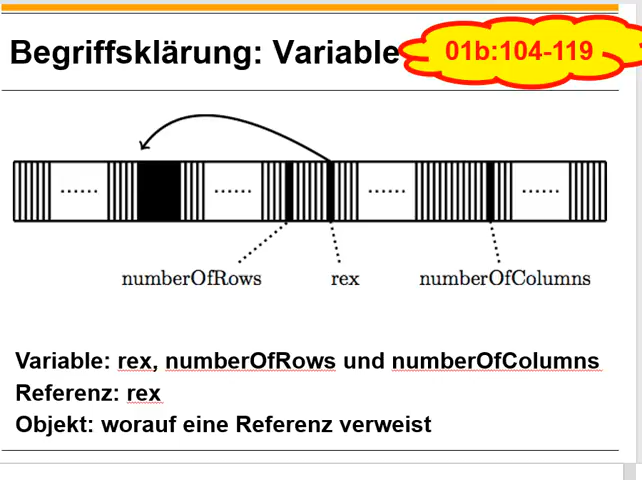 Begriffsklärung: Variable
01b:104-119
...... ...... ...... ......
numberOfRows rex numberOfColumns
Variable: rex, numberOfRows und numberOfColumns
Referenz: rex
Objekt: worauf eine Referenz verweist